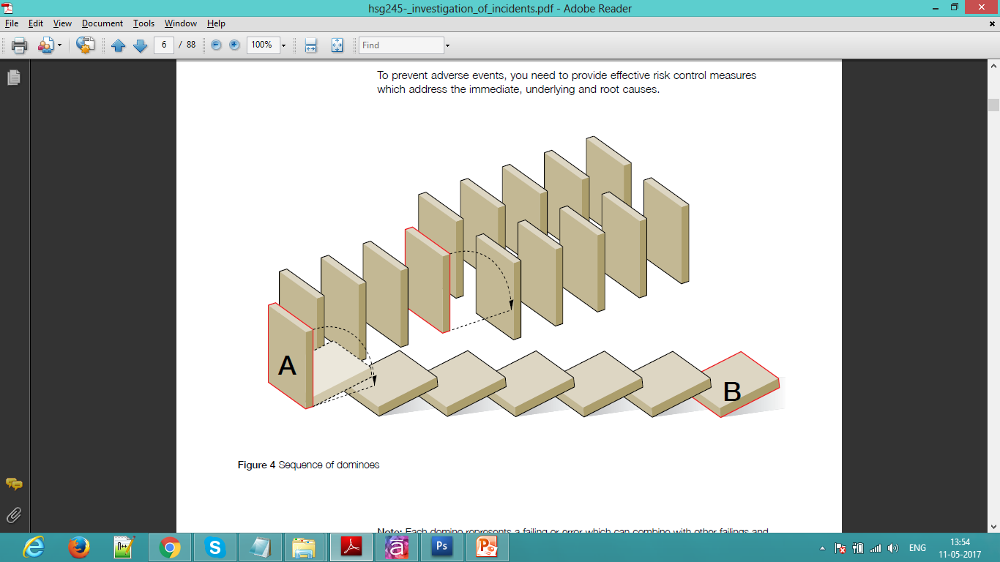 hsg245-_investigation_of_incidents.pdf - Adobe Reader
File Edit View Document Tools Window Help
6 / 88 100% Find
To prevent adverse events, you need to provide effective risk control measures
which address the immediate, underlying and root causes.
A
B
Figure 4 Sequence of dominoes
Note: Each domino represents a failing or error which can combine with other failings and
n++
S
a
Ps
P
ENG
13:54
11-05-2017